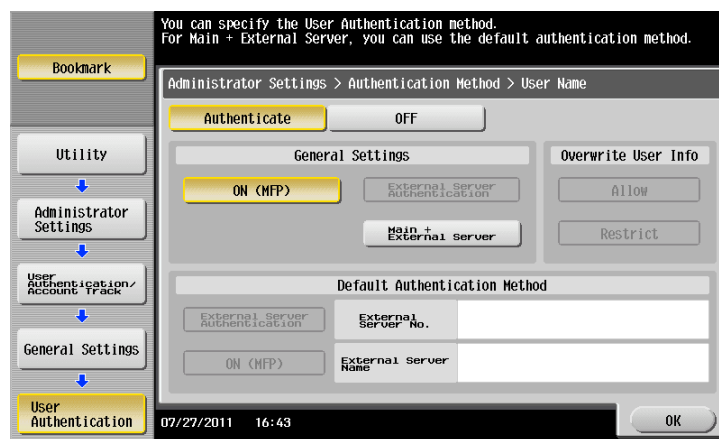 You can specify the User Authentication method.
For Main + External Server, you can use the default authentication method.
Bookmark
Administrator Settings > Authentication Method > User Name
Authenticate
OFF
Utility
General Settings
Overwrite User Info
ON (MFP)
External Server
Authentication
Allow
Administrator
Settings
Main +
External Server
Restrict
User
Authentication/
Account Track
Default Authentication Method
External Server
Authentication
External
Server No.
General Settings
ON (MFP)
External Server
Name
User
Authentication
07/27/2011 16:43
OK